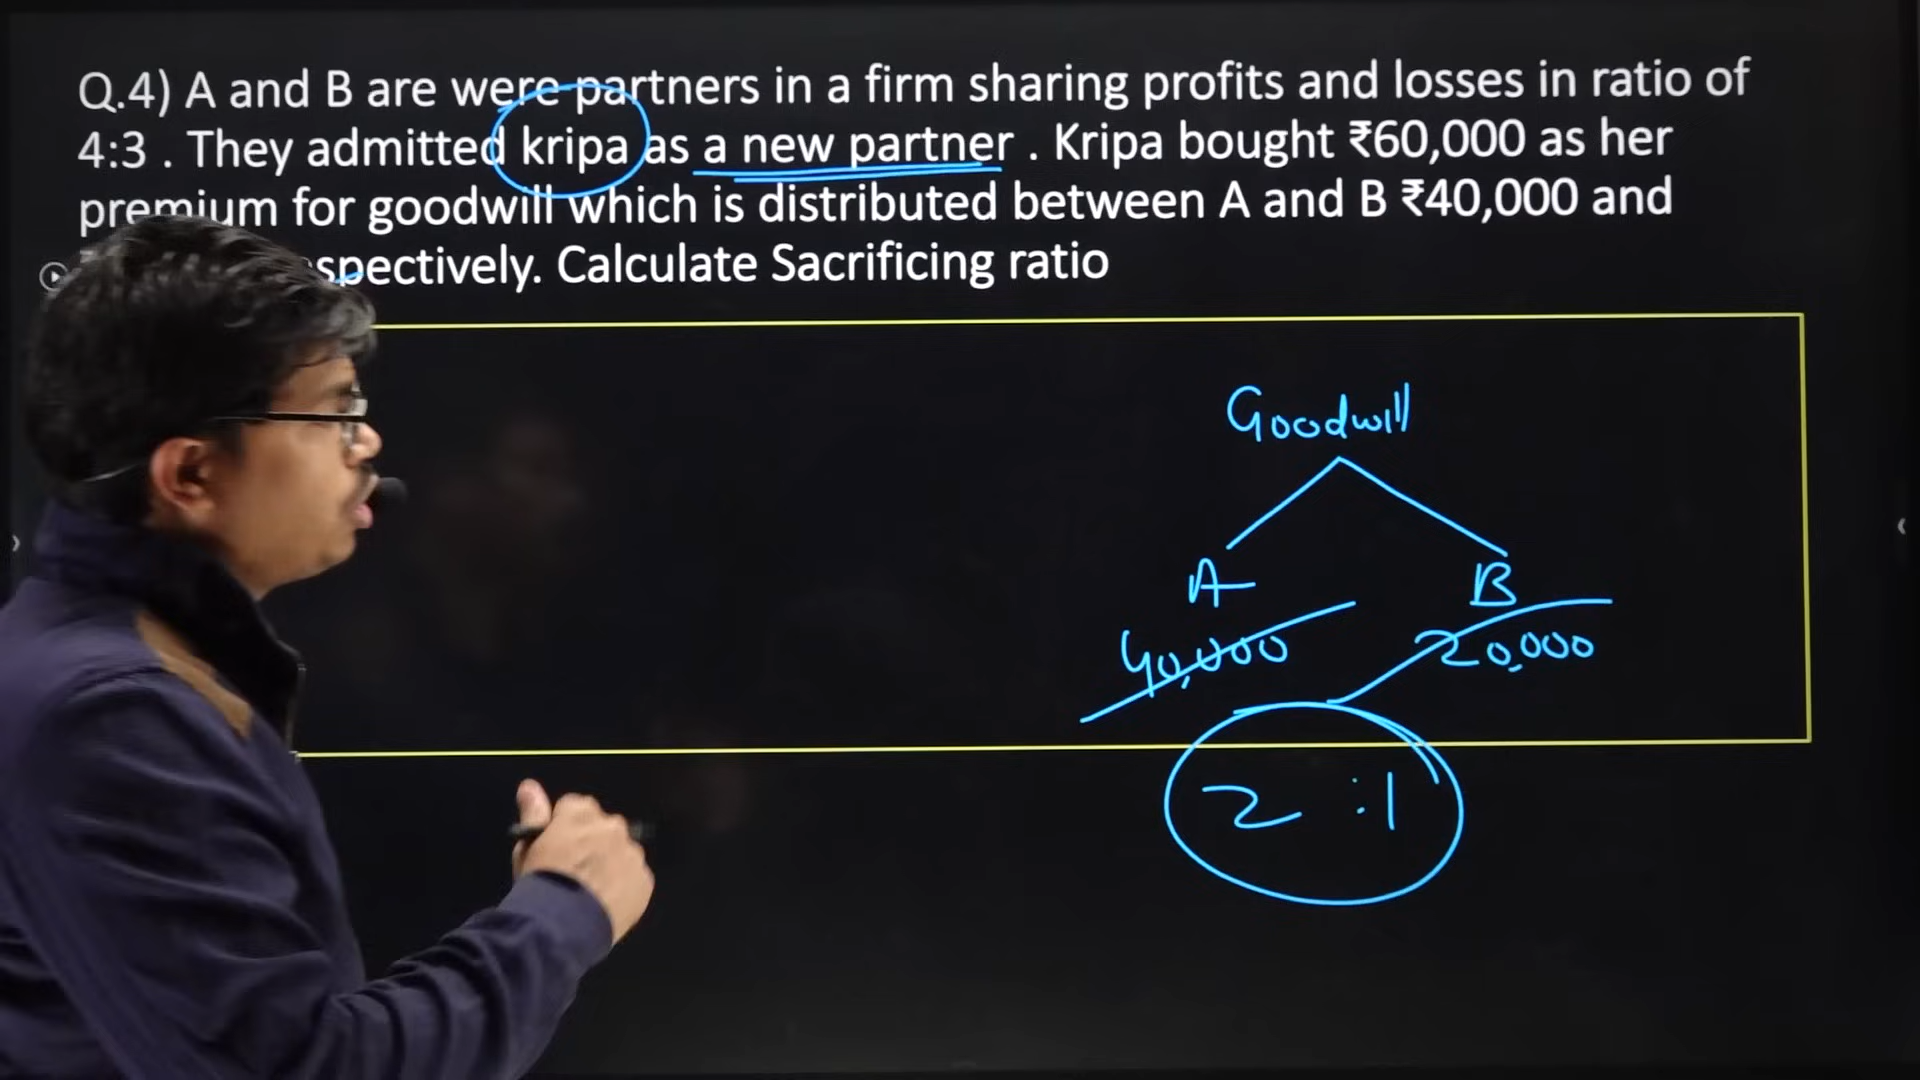 Q.4) A and B are were partners in a firm sharing profits and losses in ratio of
4:3 . They admitted kripa as a new partner . Kripa bought ₹60,000 as her
premium for goodwill which is distributed between A and B ₹40,000 and
spectively. Calculate Sacrificing ratio
Goodwill
A B
40,000 20,000
2 :1